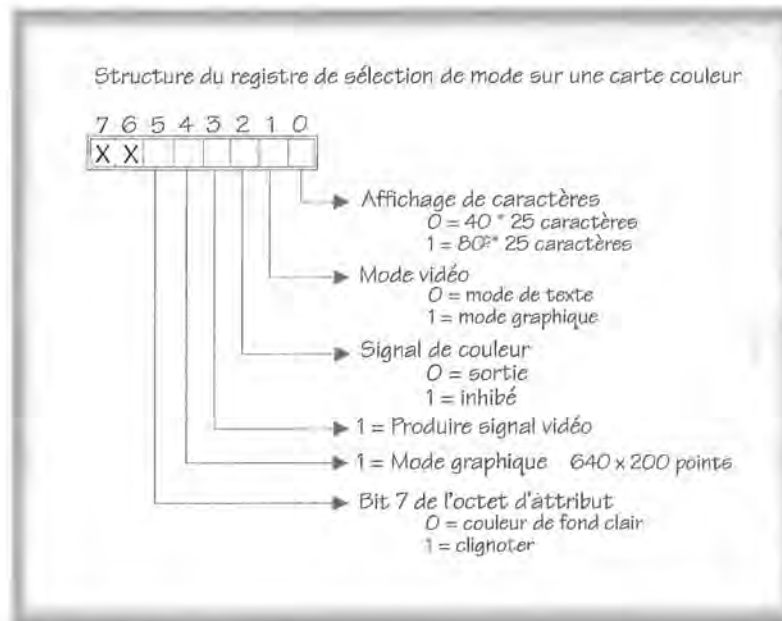 Structure du registre de sélection de mode sur une carte couleur
7 6 5 4 3 2 1 0
X X
Affichage de caractères
0 = 40 * 25 caractères
1 = 80 * 25 caractères
Mode vidéo
0 = mode de texte
1 = mode graphique
Signal de couleur
0 = sortie
1 = inhibé
1 = Produire signal vidéo
1 = Mode graphique 640 x 200 points
Bit 7 de l'octet d'attribut
0 = couleur de fond clair
1 = clignoter